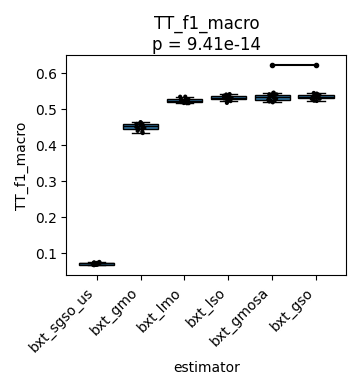 TT_f1_macro
p = 9.41e-14
TT_f1_macro
0.6
0.5
0.4
0.3
0.2
0.1
bxt_sgso_us
bxt_gmo
bxt_lmo
bxt_lso
bxt_gmosa
bxt_gso
estimator